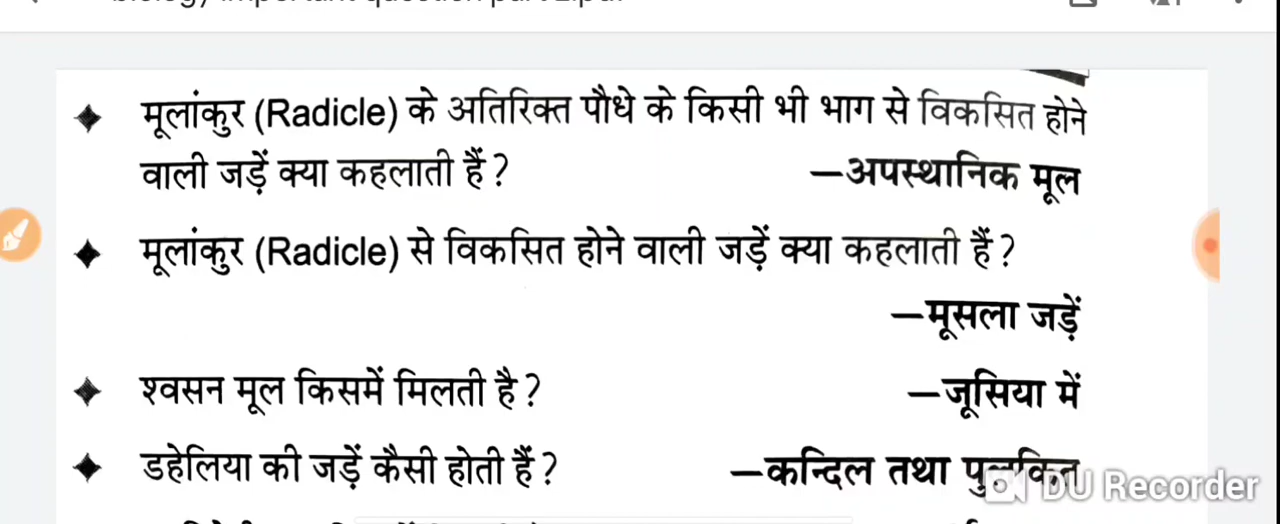 ✦ मूलांकुर (Radicle) के अतिरिक्त पौधे के किसी भी भाग से विकसित होने
वाली जड़ें क्या कहलाती हैं ? —अपस्थानिक मूल
✦ मूलांकुर (Radicle) से विकसित होने वाली जड़ें क्या कहलाती हैं ?
—मूसला जड़ें
✦ श्वसन मूल किसमें मिलती है ? —जूसिया में
✦ डहेलिया की जड़ें कैसी होती हैं ? —कन्दिल तथा पुलकित
DU Recorder